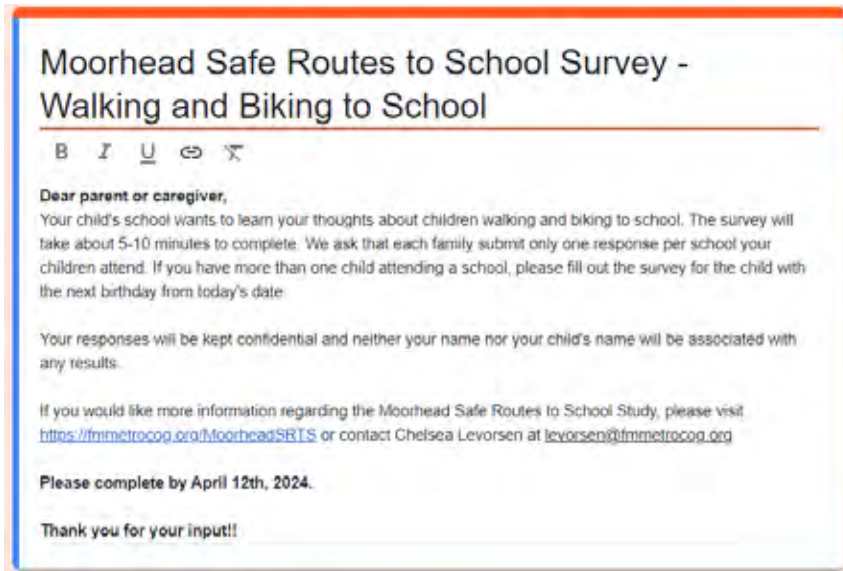 Moorhead Safe Routes to School Survey -
Walking and Biking to School
B I U
Dear parent or caregiver,
Your child's school wants to learn your thoughts about children walking and biking to school. The survey will
take about 5-10 minutes to complete. We ask that each family submit only one response per school your
children attend. If you have more than one child attending a school, please fill out the survey for the child with
the next birthday from today's date
Your responses will be kept confidential and neither your name nor your child's name will be associated with
any results.
If you would like more information regarding the Moorhead Safe Routes to School Study, please visit
https://fmmetrocog.org/MoorheadSRTS or contact Chelsea Levorsen at levorsen@fmmetrocog.org
Please complete by April 12th, 2024.
Thank you for your input!!